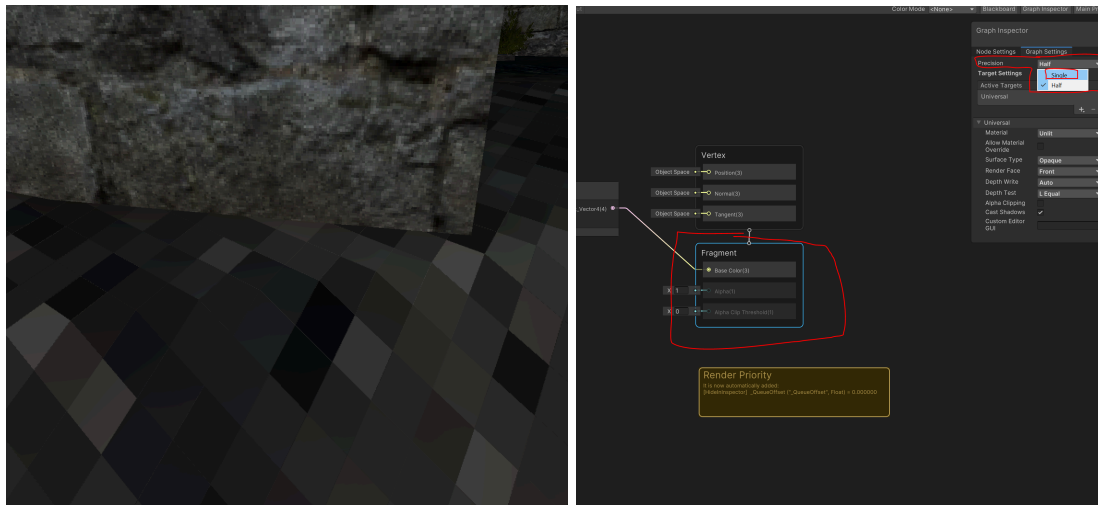 Color Mode <None>
Blackboard
Graph Inspector
Main Pr
Graph Inspector
Node Settings
Graph Settings
Precision
Half
Single
Half
Target Settings
Active Targets
Universal
Universal
Material
Unlit
Allow Material
Override
Surface Type
Opaque
Render Face
Front
Depth Write
Auto
Depth Test
L Equal
Alpha Clipping
Cast Shadows
Custom Editor
GUI
Vertex
Object Space
Position(3)
Object Space
Normal(3)
Object Space
Tangent(3)
_Vector4(4)
Fragment
Base Color(3)
X 1
Alpha(1)
X 0
Alpha Clip Threshold(1)
Render Priority
It is now automatically added:
[HideInInspector] _QueueOffset ("_QueueOffset", Float) = 0.000000